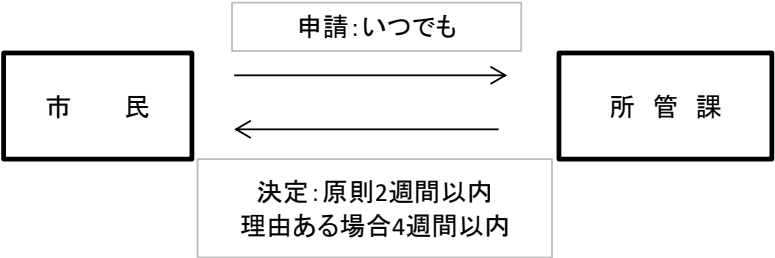 申請：いつでも
市　　民
所　管　課
決定：原則2週間以内
理由ある場合4週間以内